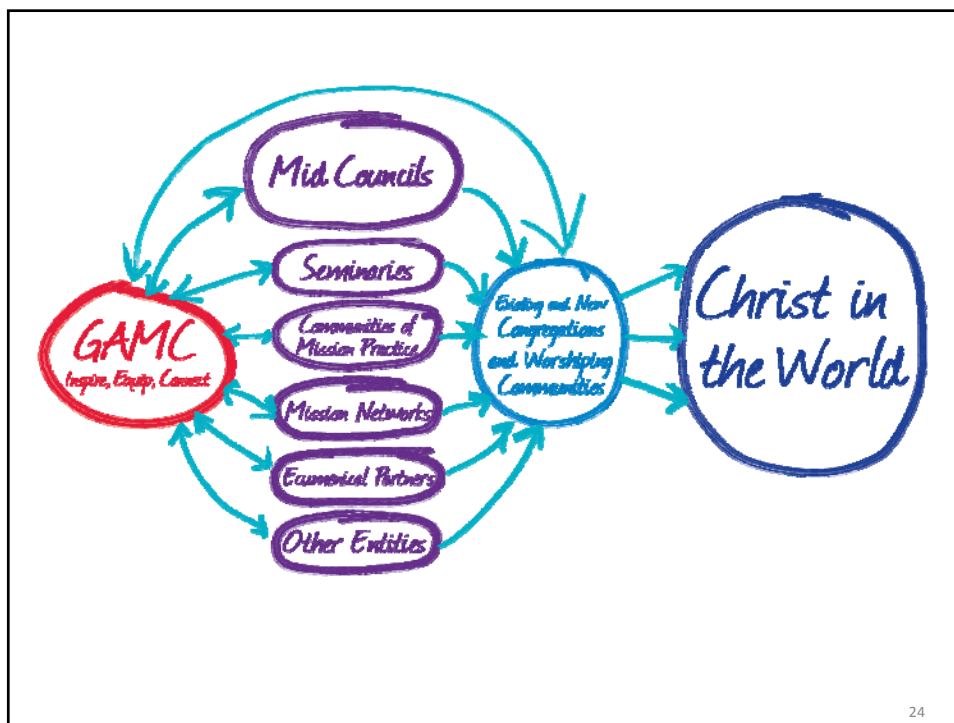 Mid Councils
Seminaries
Communities of
Mission Practice
Mission Networks
Ecumenical Partners
Other Entities
GAMC
Inspire, Equip, Connect
Existing and New
Congregations
and Worshiping
Communities
Christ in
the World
24